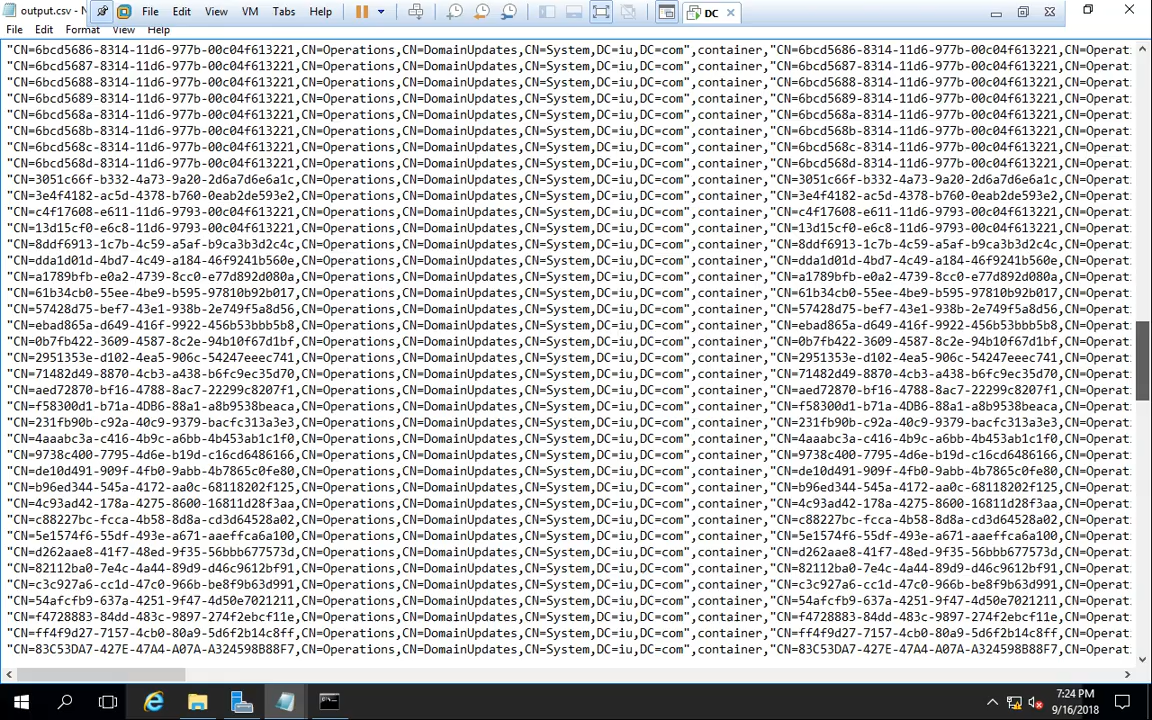 output.csv - N
File Edit View VM Tabs Help
DC
File Edit Format View Help
"CN=6bcd5686-8314-11d6-977b-00c04f613221,CN=Operations,CN=DomainUpdates,CN=System,DC=iu,DC=com",container,"CN=6bcd5686-8314-11d6-977b-00c04f613221,CN=Operati
"CN=6bcd5687-8314-11d6-977b-00c04f613221,CN=Operations,CN=DomainUpdates,CN=System,DC=iu,DC=com",container,"CN=6bcd5687-8314-11d6-977b-00c04f613221,CN=Operati
"CN=6bcd5688-8314-11d6-977b-00c04f613221,CN=Operations,CN=DomainUpdates,CN=System,DC=iu,DC=com",container,"CN=6bcd5688-8314-11d6-977b-00c04f613221,CN=Operati
"CN=6bcd5689-8314-11d6-977b-00c04f613221,CN=Operations,CN=DomainUpdates,CN=System,DC=iu,DC=com",container,"CN=6bcd5689-8314-11d6-977b-00c04f613221,CN=Operati
"CN=6bcd568a-8314-11d6-977b-00c04f613221,CN=Operations,CN=DomainUpdates,CN=System,DC=iu,DC=com",container,"CN=6bcd568a-8314-11d6-977b-00c04f613221,CN=Operati
"CN=6bcd568b-8314-11d6-977b-00c04f613221,CN=Operations,CN=DomainUpdates,CN=System,DC=iu,DC=com",container,"CN=6bcd568b-8314-11d6-977b-00c04f613221,CN=Operati
"CN=6bcd568c-8314-11d6-977b-00c04f613221,CN=Operations,CN=DomainUpdates,CN=System,DC=iu,DC=com",container,"CN=6bcd568c-8314-11d6-977b-00c04f613221,CN=Operati
"CN=6bcd568d-8314-11d6-977b-00c04f613221,CN=Operations,CN=DomainUpdates,CN=System,DC=iu,DC=com",container,"CN=6bcd568d-8314-11d6-977b-00c04f613221,CN=Operati
"CN=3051c66f-b332-4a73-9a20-2d6a7d6e6a1c,CN=Operations,CN=DomainUpdates,CN=System,DC=iu,DC=com",container,"CN=3051c66f-b332-4a73-9a20-2d6a7d6e6a1c,CN=Operati
"CN=3e4f4182-ac5d-4378-b760-0eab2de593e2,CN=Operations,CN=DomainUpdates,CN=System,DC=iu,DC=com",container,"CN=3e4f4182-ac5d-4378-b760-0eab2de593e2,CN=Operati
"CN=c4f17608-e611-11d6-9793-00c04f613221,CN=Operations,CN=DomainUpdates,CN=System,DC=iu,DC=com",container,"CN=c4f17608-e611-11d6-9793-00c04f613221,CN=Operati
"CN=13d15cf0-e6c8-11d6-9793-00c04f613221,CN=Operations,CN=DomainUpdates,CN=System,DC=iu,DC=com",container,"CN=13d15cf0-e6c8-11d6-9793-00c04f613221,CN=Operati
"CN=8ddf6913-1c7b-4c59-a5af-b9ca3b3d2c4c,CN=Operations,CN=DomainUpdates,CN=System,DC=iu,DC=com",container,"CN=8ddf6913-1c7b-4c59-a5af-b9ca3b3d2c4c,CN=Operati
"CN=dda1d01d-4bd7-4c49-a184-46f9241b560e,CN=Operations,CN=DomainUpdates,CN=System,DC=iu,DC=com",container,"CN=dda1d01d-4bd7-4c49-a184-46f9241b560e,CN=Operati
"CN=a1789bfb-e0a2-4739-8cc0-e77d892d080a,CN=Operations,CN=DomainUpdates,CN=System,DC=iu,DC=com",container,"CN=a1789bfb-e0a2-4739-8cc0-e77d892d080a,CN=Operati
"CN=61b34cb0-55ee-4be9-b595-97810b92b017,CN=Operations,CN=DomainUpdates,CN=System,DC=iu,DC=com",container,"CN=61b34cb0-55ee-4be9-b595-97810b92b017,CN=Operati
"CN=57428d75-bef7-43e1-938b-2e749f5a8d56,CN=Operations,CN=DomainUpdates,CN=System,DC=iu,DC=com",container,"CN=57428d75-bef7-43e1-938b-2e749f5a8d56,CN=Operati
"CN=ebad865a-d649-416f-9922-456b53bbb5b8,CN=Operations,CN=DomainUpdates,CN=System,DC=iu,DC=com",container,"CN=ebad865a-d649-416f-9922-456b53bbb5b8,CN=Operati
"CN=0b7fb422-3609-4587-8c2e-94b10f67d1bf,CN=Operations,CN=DomainUpdates,CN=System,DC=iu,DC=com",container,"CN=0b7fb422-3609-4587-8c2e-94b10f67d1bf,CN=Operati
"CN=2951353e-d102-4ea5-906c-54247eeec741,CN=Operations,CN=DomainUpdates,CN=System,DC=iu,DC=com",container,"CN=2951353e-d102-4ea5-906c-54247eeec741,CN=Operati
"CN=71482d49-8870-4cb3-a438-b6fc9ec35d70,CN=Operations,CN=DomainUpdates,CN=System,DC=iu,DC=com",container,"CN=71482d49-8870-4cb3-a438-b6fc9ec35d70,CN=Operati
"CN=aed72870-bf16-4788-8ac7-22299c8207f1,CN=Operations,CN=DomainUpdates,CN=System,DC=iu,DC=com",container,"CN=aed72870-bf16-4788-8ac7-22299c8207f1,CN=Operati
"CN=f58300d1-b71a-4DB6-88a1-a8b9538beaca,CN=Operations,CN=DomainUpdates,CN=System,DC=iu,DC=com",container,"CN=f58300d1-b71a-4DB6-88a1-a8b9538beaca,CN=Operati
"CN=231fb90b-c92a-40c9-9379-bacfc313a3e3,CN=Operations,CN=DomainUpdates,CN=System,DC=iu,DC=com",container,"CN=231fb90b-c92a-40c9-9379-bacfc313a3e3,CN=Operati
"CN=4aaabc3a-c416-4b9c-a6bb-4b453ab1c1f0,CN=Operations,CN=DomainUpdates,CN=System,DC=iu,DC=com",container,"CN=4aaabc3a-c416-4b9c-a6bb-4b453ab1c1f0,CN=Operati
"CN=9738c400-7795-4d6e-b19d-c16cd6486166,CN=Operations,CN=DomainUpdates,CN=System,DC=iu,DC=com",container,"CN=9738c400-7795-4d6e-b19d-c16cd6486166,CN=Operati
"CN=de10d491-909f-4fb0-9abb-4b7865c0fe80,CN=Operations,CN=DomainUpdates,CN=System,DC=iu,DC=com",container,"CN=de10d491-909f-4fb0-9abb-4b7865c0fe80,CN=Operati
"CN=b96ed344-545a-4172-aa0c-68118202f125,CN=Operations,CN=DomainUpdates,CN=System,DC=iu,DC=com",container,"CN=b96ed344-545a-4172-aa0c-68118202f125,CN=Operati
"CN=4c93ad42-178a-4275-8600-16811d28f3aa,CN=Operations,CN=DomainUpdates,CN=System,DC=iu,DC=com",container,"CN=4c93ad42-178a-4275-8600-16811d28f3aa,CN=Operati
"CN=c88227bc-fcca-4b58-8d8a-cd3d64528a02,CN=Operations,CN=DomainUpdates,CN=System,DC=iu,DC=com",container,"CN=c88227bc-fcca-4b58-8d8a-cd3d64528a02,CN=Operati
"CN=5e1574f6-55df-493e-a671-aaeffca6a100,CN=Operations,CN=DomainUpdates,CN=System,DC=iu,DC=com",container,"CN=5e1574f6-55df-493e-a671-aaeffca6a100,CN=Operati
"CN=d262aae8-41f7-48ed-9f35-56bbb677573d,CN=Operations,CN=DomainUpdates,CN=System,DC=iu,DC=com",container,"CN=d262aae8-41f7-48ed-9f35-56bbb677573d,CN=Operati
"CN=82112ba0-7e4c-4a44-89d9-d46c9612bf91,CN=Operations,CN=DomainUpdates,CN=System,DC=iu,DC=com",container,"CN=82112ba0-7e4c-4a44-89d9-d46c9612bf91,CN=Operati
"CN=c3c927a6-cc1d-47c0-966b-be8f9b63d991,CN=Operations,CN=DomainUpdates,CN=System,DC=iu,DC=com",container,"CN=c3c927a6-cc1d-47c0-966b-be8f9b63d991,CN=Operati
"CN=54afcfb9-637a-4251-9f47-4d50e7021211,CN=Operations,CN=DomainUpdates,CN=System,DC=iu,DC=com",container,"CN=54afcfb9-637a-4251-9f47-4d50e7021211,CN=Operati
"CN=f4728883-84dd-483c-9897-274f2ebcf11e,CN=Operations,CN=DomainUpdates,CN=System,DC=iu,DC=com",container,"CN=f4728883-84dd-483c-9897-274f2ebcf11e,CN=Operati
"CN=ff4f9d27-7157-4cb0-80a9-5d6f2b14c8ff,CN=Operations,CN=DomainUpdates,CN=System,DC=iu,DC=com",container,"CN=ff4f9d27-7157-4cb0-80a9-5d6f2b14c8ff,CN=Operati
"CN=83C53DA7-427E-47A4-A07A-A324598B88F7,CN=Operations,CN=DomainUpdates,CN=System,DC=iu,DC=com",container,"CN=83C53DA7-427E-47A4-A07A-A324598B88F7,CN=Operati
7:24 PM
9/16/2018